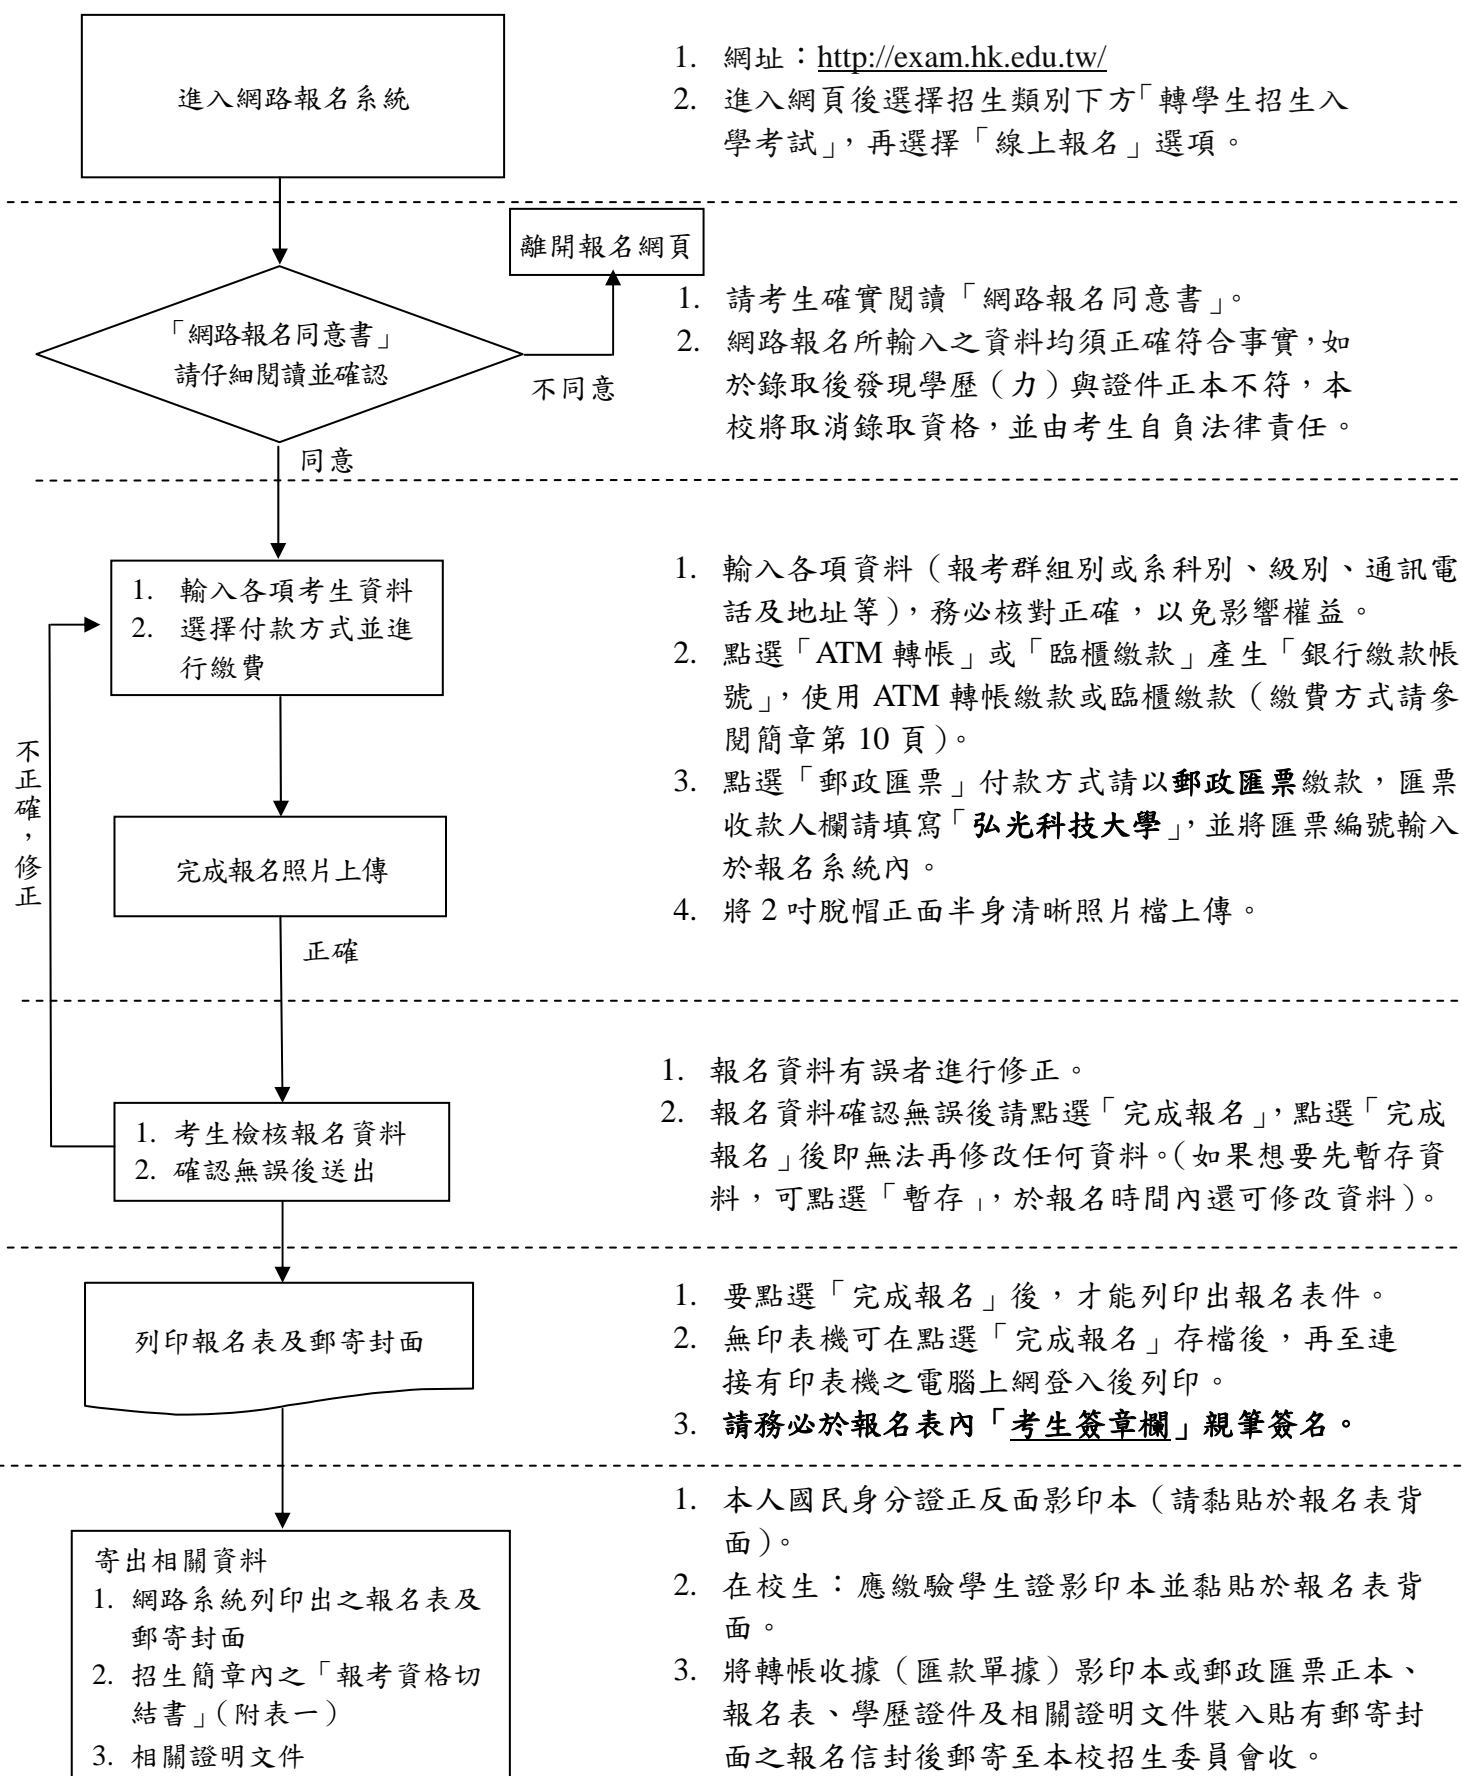 進入網路報名系統
1. 網址：http://exam.hk.edu.tw/
2. 進入網頁後選擇招生類別下方「轉學生招生入
學考試」，再選擇「線上報名」選項。
離開報名網頁
「網路報名同意書」
請仔細閱讀並確認
不同意
同意
1. 請考生確實閱讀「網路報名同意書」。
2. 網路報名所輸入之資料均須正確符合事實，如
於錄取後發現學歷（力）與證件正本不符，本
校將取消錄取資格，並由考生自負法律責任。
1. 輸入各項考生資料
2. 選擇付款方式並進
行繳費
不正確，修正
完成報名照片上傳
正確
1. 輸入各項資料（報考群組別或系科別、級別、通訊電
話及地址等），務必核對正確，以免影響權益。
2. 點選「ATM 轉帳」或「臨櫃繳款」產生「銀行繳款帳
號」，使用 ATM 轉帳繳款或臨櫃繳款（繳費方式請參
閱簡章第 10 頁）。
3. 點選「郵政匯票」付款方式請以郵政匯票繳款，匯票
收款人欄請填寫「弘光科技大學」，並將匯票編號輸入
於報名系統內。
4. 將 2 吋脫帽正面半身清晰照片檔上傳。
1. 考生檢核報名資料
2. 確認無誤後送出
1. 報名資料有誤者進行修正。
2. 報名資料確認無誤後請點選「完成報名」，點選「完成
報名」後即無法再修改任何資料。（如果想要先暫存資
料，可點選「暫存」，於報名時間內還可修改資料）。
列印報名表及郵寄封面
1. 要點選「完成報名」後，才能列印出報名表件。
2. 無印表機可在點選「完成報名」存檔後，再至連
接有印表機之電腦上網登入後列印。
3. 請務必於報名表內「考生簽章欄」親筆簽名。
寄出相關資料
1. 網路系統列印出之報名表及
郵寄封面
2. 招生簡章內之「報考資格切
結書」（附表一）
3. 相關證明文件
1. 本人國民身分證正反面影印本（請黏貼於報名表背
面）。
2. 在校生：應繳驗學生證影印本並黏貼於報名表背
面。
3. 將轉帳收據（匯款單據）影印本或郵政匯票正本、
報名表、學歷證件及相關證明文件裝入貼有郵寄封
面之報名信封後郵寄至本校招生委員會收。